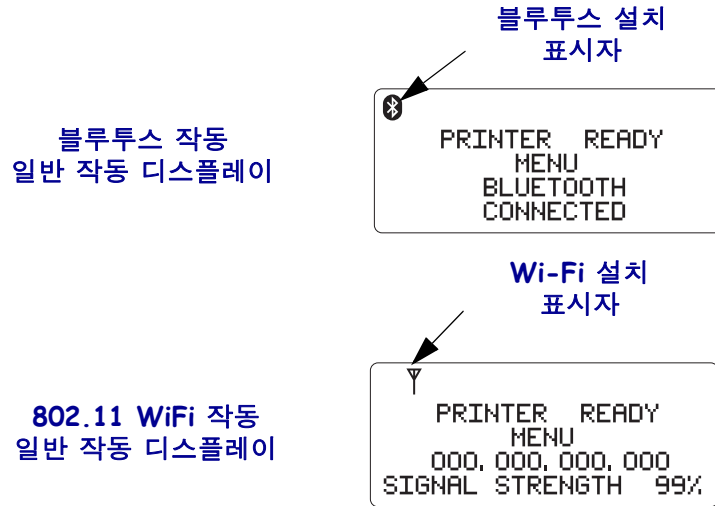 블루투스 설치
표시자
블루투스 작동
일반 작동 디스플레이
PRINTER READY
MENU
BLUETOOTH
CONNECTED
Wi-Fi 설치
표시자
802.11 WiFi 작동
일반 작동 디스플레이
PRINTER READY
MENU
000. 000. 000. 000
SIGNAL STRENGTH 99%